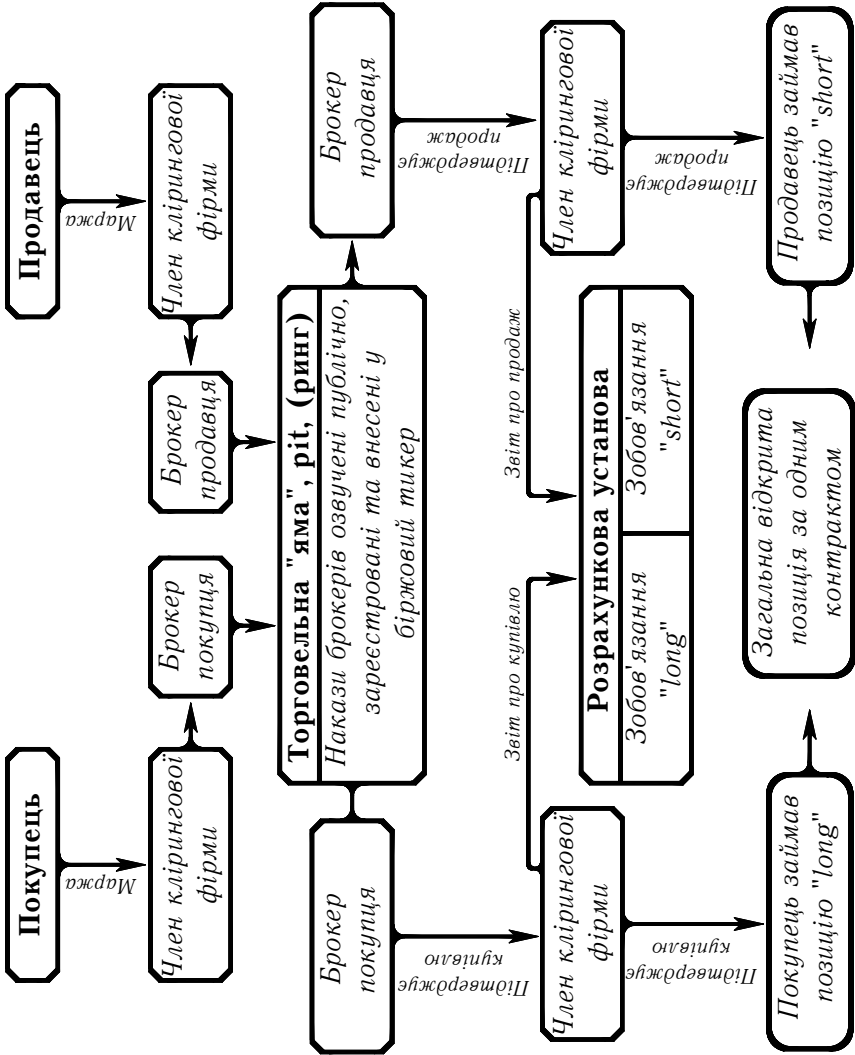 Покупець
Продавець
Маржа
Маржа
Член клірингової
фірми
Брокер
покупця
Брокер
продавця
Член клірингової
фірми
Торговельна "яма", pit, (ринг)
Накази брокерів озвучені публічно,
зареєстровані та внесені у
біржовий тикер
Брокер
покупця
Брокер
продавця
Підтверджує
купівлю
Підтверджує
продаж
Член клірингової
фірми
Звіт про купівлю
Звіт про продаж
Член клірингової
фірми
Розрахункова установа
Зобов'язання
"long"
Зобов'язання
"short"
Підтверджує
купівлю
Підтверджує
продаж
Покупець займав
позицію "long"
Загальна відкрита
позиція за одним
контрактом
Продавець займав
позицію "short"